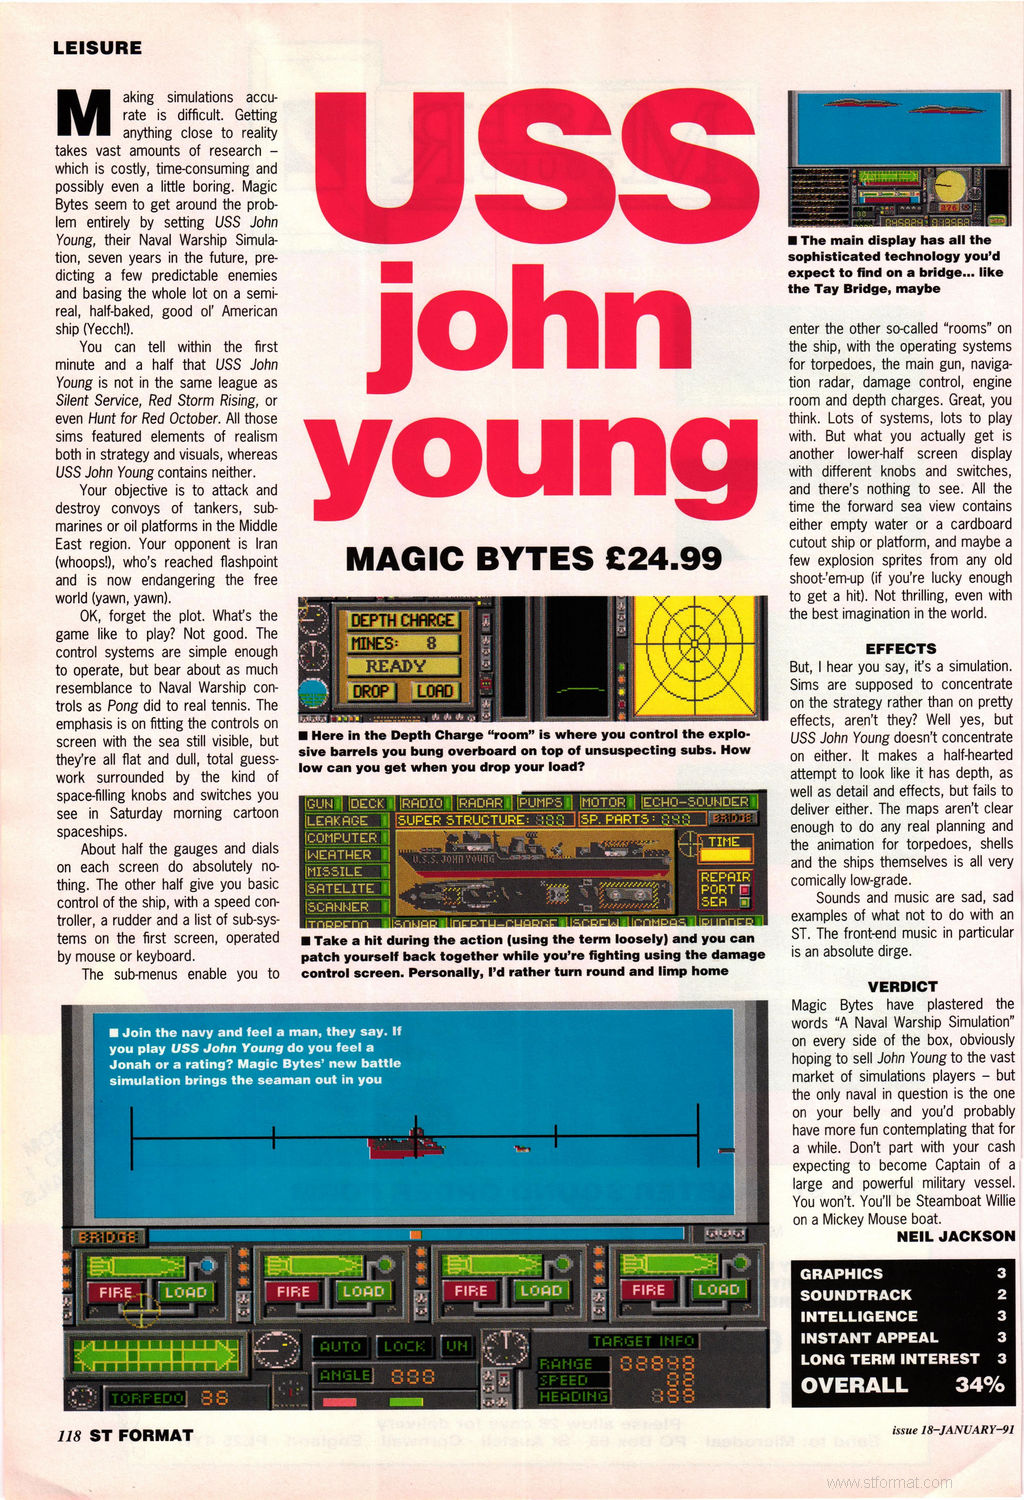 LEISURE
Making simulations accu-
rate is difficult. Getting
anything close to reality
takes vast amounts of research –
which is costly, time-consuming and
possibly even a little boring. Magic
Bytes seem to get around the prob-
lem entirely by setting USS John
Young, their Naval Warship Simula-
tion, seven years in the future, pre-
dicting a few predictable enemies
and basing the whole lot on a semi-
real, half-baked, good ol' American
ship (Yecch!).
You can tell within the first
minute and a half that USS John
Young is not in the same league as
Silent Service, Red Storm Rising, or
even Hunt for Red October. All those
sims featured elements of realism
both in strategy and visuals, whereas
USS John Young contains neither.
Your objective is to attack and
destroy convoys of tankers, sub-
marines or oil platforms in the Middle
East region. Your opponent is Iran
(whoops!), who's reached flashpoint
and is now endangering the free
world (yawn, yawn).
OK, forget the plot. What's the
game like to play? Not good. The
control systems are simple enough
to operate, but bear about as much
resemblance to Naval Warship con-
trols as Pong did to real tennis. The
emphasis is on fitting the controls on
screen with the sea still visible, but
they're all flat and dull, total guess-
work surrounded by the kind of
space-filling knobs and switches you
see in Saturday morning cartoon
spaceships.
About half the gauges and dials
on each screen do absolutely no-
thing. The other half give you basic
control of the ship, with a speed con-
troller, a rudder and a list of sub-sys-
tems on the first screen, operated
by mouse or keyboard.
The sub-menus enable you to
USS
john
young
MAGIC BYTES £24.99
DEPTH CHARGE
MINES: 8
READY
DROP LOAD
■ Here in the Depth Charge "room" is where you control the explo-
sive barrels you bung overboard on top of unsuspecting subs. How
low can you get when you drop your load?
GUN DECK RADIO RADAR PUMPS MOTOR ECHO-SOUNDER
LEAKAGE SUPER STRUCTURE: SP. PARTS: BRIDGE
COMPUTER
WEATHER
MISSILE
SATELITE
SCANNER
TORPEDO SONAR DEPTH-CHARGE SCREW COMPAS RUDDER
U.S.S. JOHN YOUNG
TIME
REPAIR
PORT
SEA
■ Take a hit during the action (using the term loosely) and you can
patch yourself back together while you're fighting using the damage
control screen. Personally, I'd rather turn round and limp home
■ The main display has all the
sophisticated technology you'd
expect to find on a bridge... like
the Tay Bridge, maybe
enter the other so-called "rooms" on
the ship, with the operating systems
for torpedoes, the main gun, naviga-
tion radar, damage control, engine
room and depth charges. Great, you
think. Lots of systems, lots to play
with. But what you actually get is
another lower-half screen display
with different knobs and switches,
and there's nothing to see. All the
time the forward sea view contains
either empty water or a cardboard
cutout ship or platform, and maybe a
few explosion sprites from any old
shoot-'em-up (if you're lucky enough
to get a hit). Not thrilling, even with
the best imagination in the world.
EFFECTS
But, I hear you say, it's a simulation.
Sims are supposed to concentrate
on the strategy rather than on pretty
effects, aren't they? Well yes, but
USS John Young doesn't concentrate
on either. It makes a half-hearted
attempt to look like it has depth, as
well as detail and effects, but fails to
deliver either. The maps aren't clear
enough to do any real planning and
the animation for torpedoes, shells
and the ships themselves is all very
comically low-grade.
Sounds and music are sad, sad
examples of what not to do with an
ST. The front-end music in particular
is an absolute dirge.
VERDICT
Magic Bytes have plastered the
words "A Naval Warship Simulation"
on every side of the box, obviously
hoping to sell John Young to the vast
market of simulations players – but
the only naval in question is the one
on your belly and you'd probably
have more fun contemplating that for
a while. Don't part with your cash
expecting to become Captain of a
large and powerful military vessel.
You won't. You'll be Steamboat Willie
on a Mickey Mouse boat.
NEIL JACKSON
GRAPHICS 3
SOUNDTRACK 2
INTELLIGENCE 3
INSTANT APPEAL 3
LONG TERM INTEREST 3
OVERALL 34%
■ Join the navy and feel a man, they say. If
you play USS John Young do you feel a
Jonah or a rating? Magic Bytes' new battle
simulation brings the seaman out in you
BRIDGE
FIRE LOAD FIRE LOAD FIRE LOAD FIRE LOAD
AUTO LOCK UN
ANGLE
TORPEDO
TARGET INFO
RANGE
SPEED
HEADING
118 ST FORMAT
issue 18–JANUARY–91
www.stformat.com